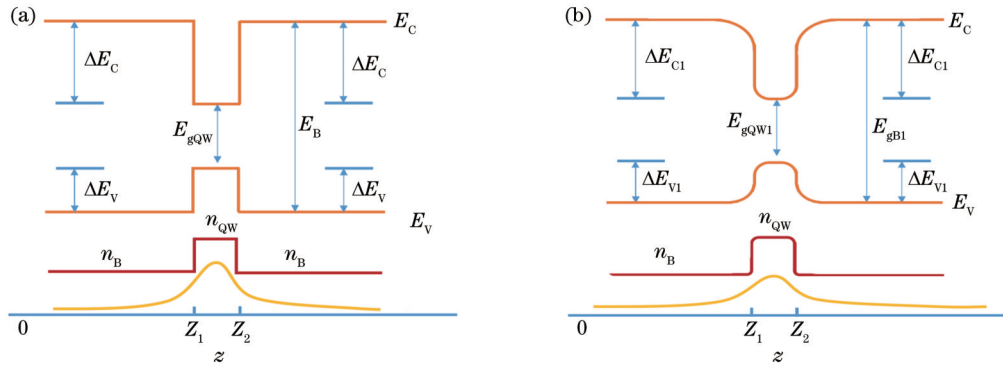 (a)
E_C
ΔE_C
ΔE_C
E_gQW
E_B
ΔE_V
ΔE_V
E_V
n_QW
n_B
n_B
0
Z_1
Z_2
z
(b)
E_C
ΔE_C1
ΔE_C1
E_gQW1
E_gB1
ΔE_V1
ΔE_V1
E_V
n_QW
n_B
0
Z_1
Z_2
z